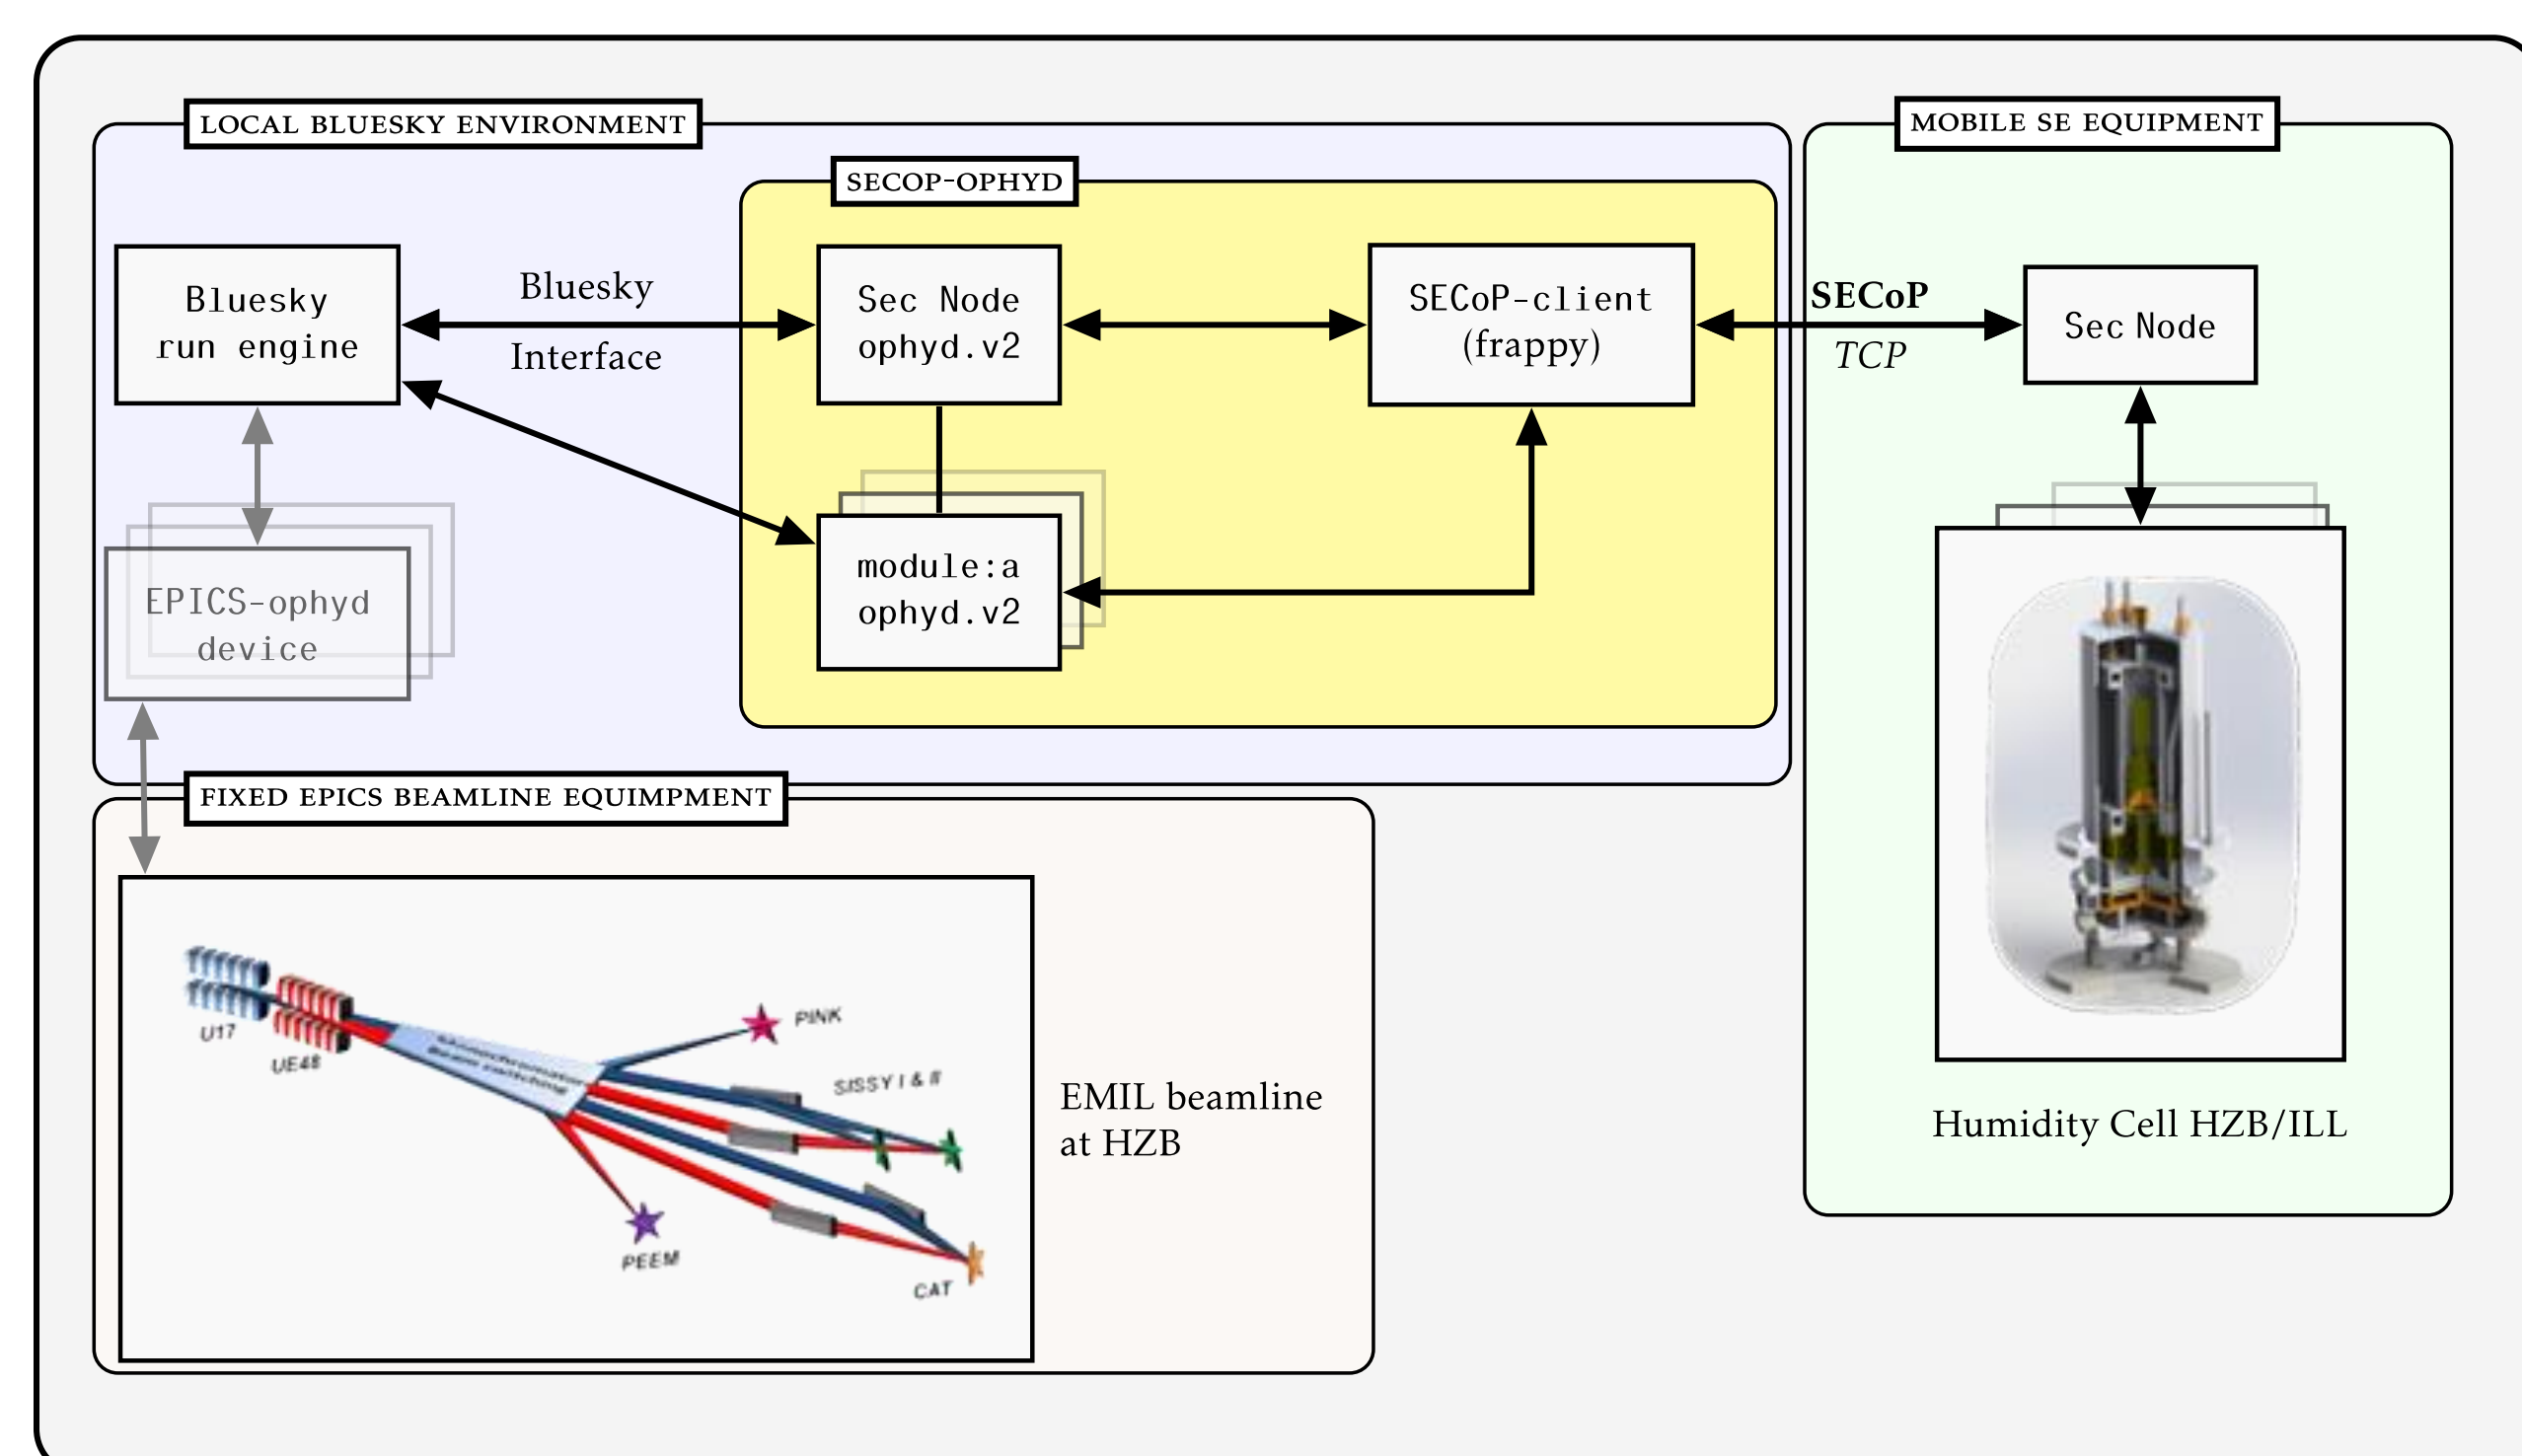 LOCAL BLUESKY ENVIRONMENT
MOBILE SE EQUIPMENT
SECOP-OPHYD
Bluesky
run engine
Bluesky
Interface
Sec Node
ophyd.v2
SECoP-client
(frappy)
SECoP
TCP
Sec Node
module:a
ophyd.v2
EPICS-ophyd
device
FIXED EPICS BEAMLINE EQUIMPMENT
U17
UE48
Beam switching
PINK
SISSY I & II
PEEM
CAT
EMIL beamline
at HZB
Humidity Cell HZB/ILL